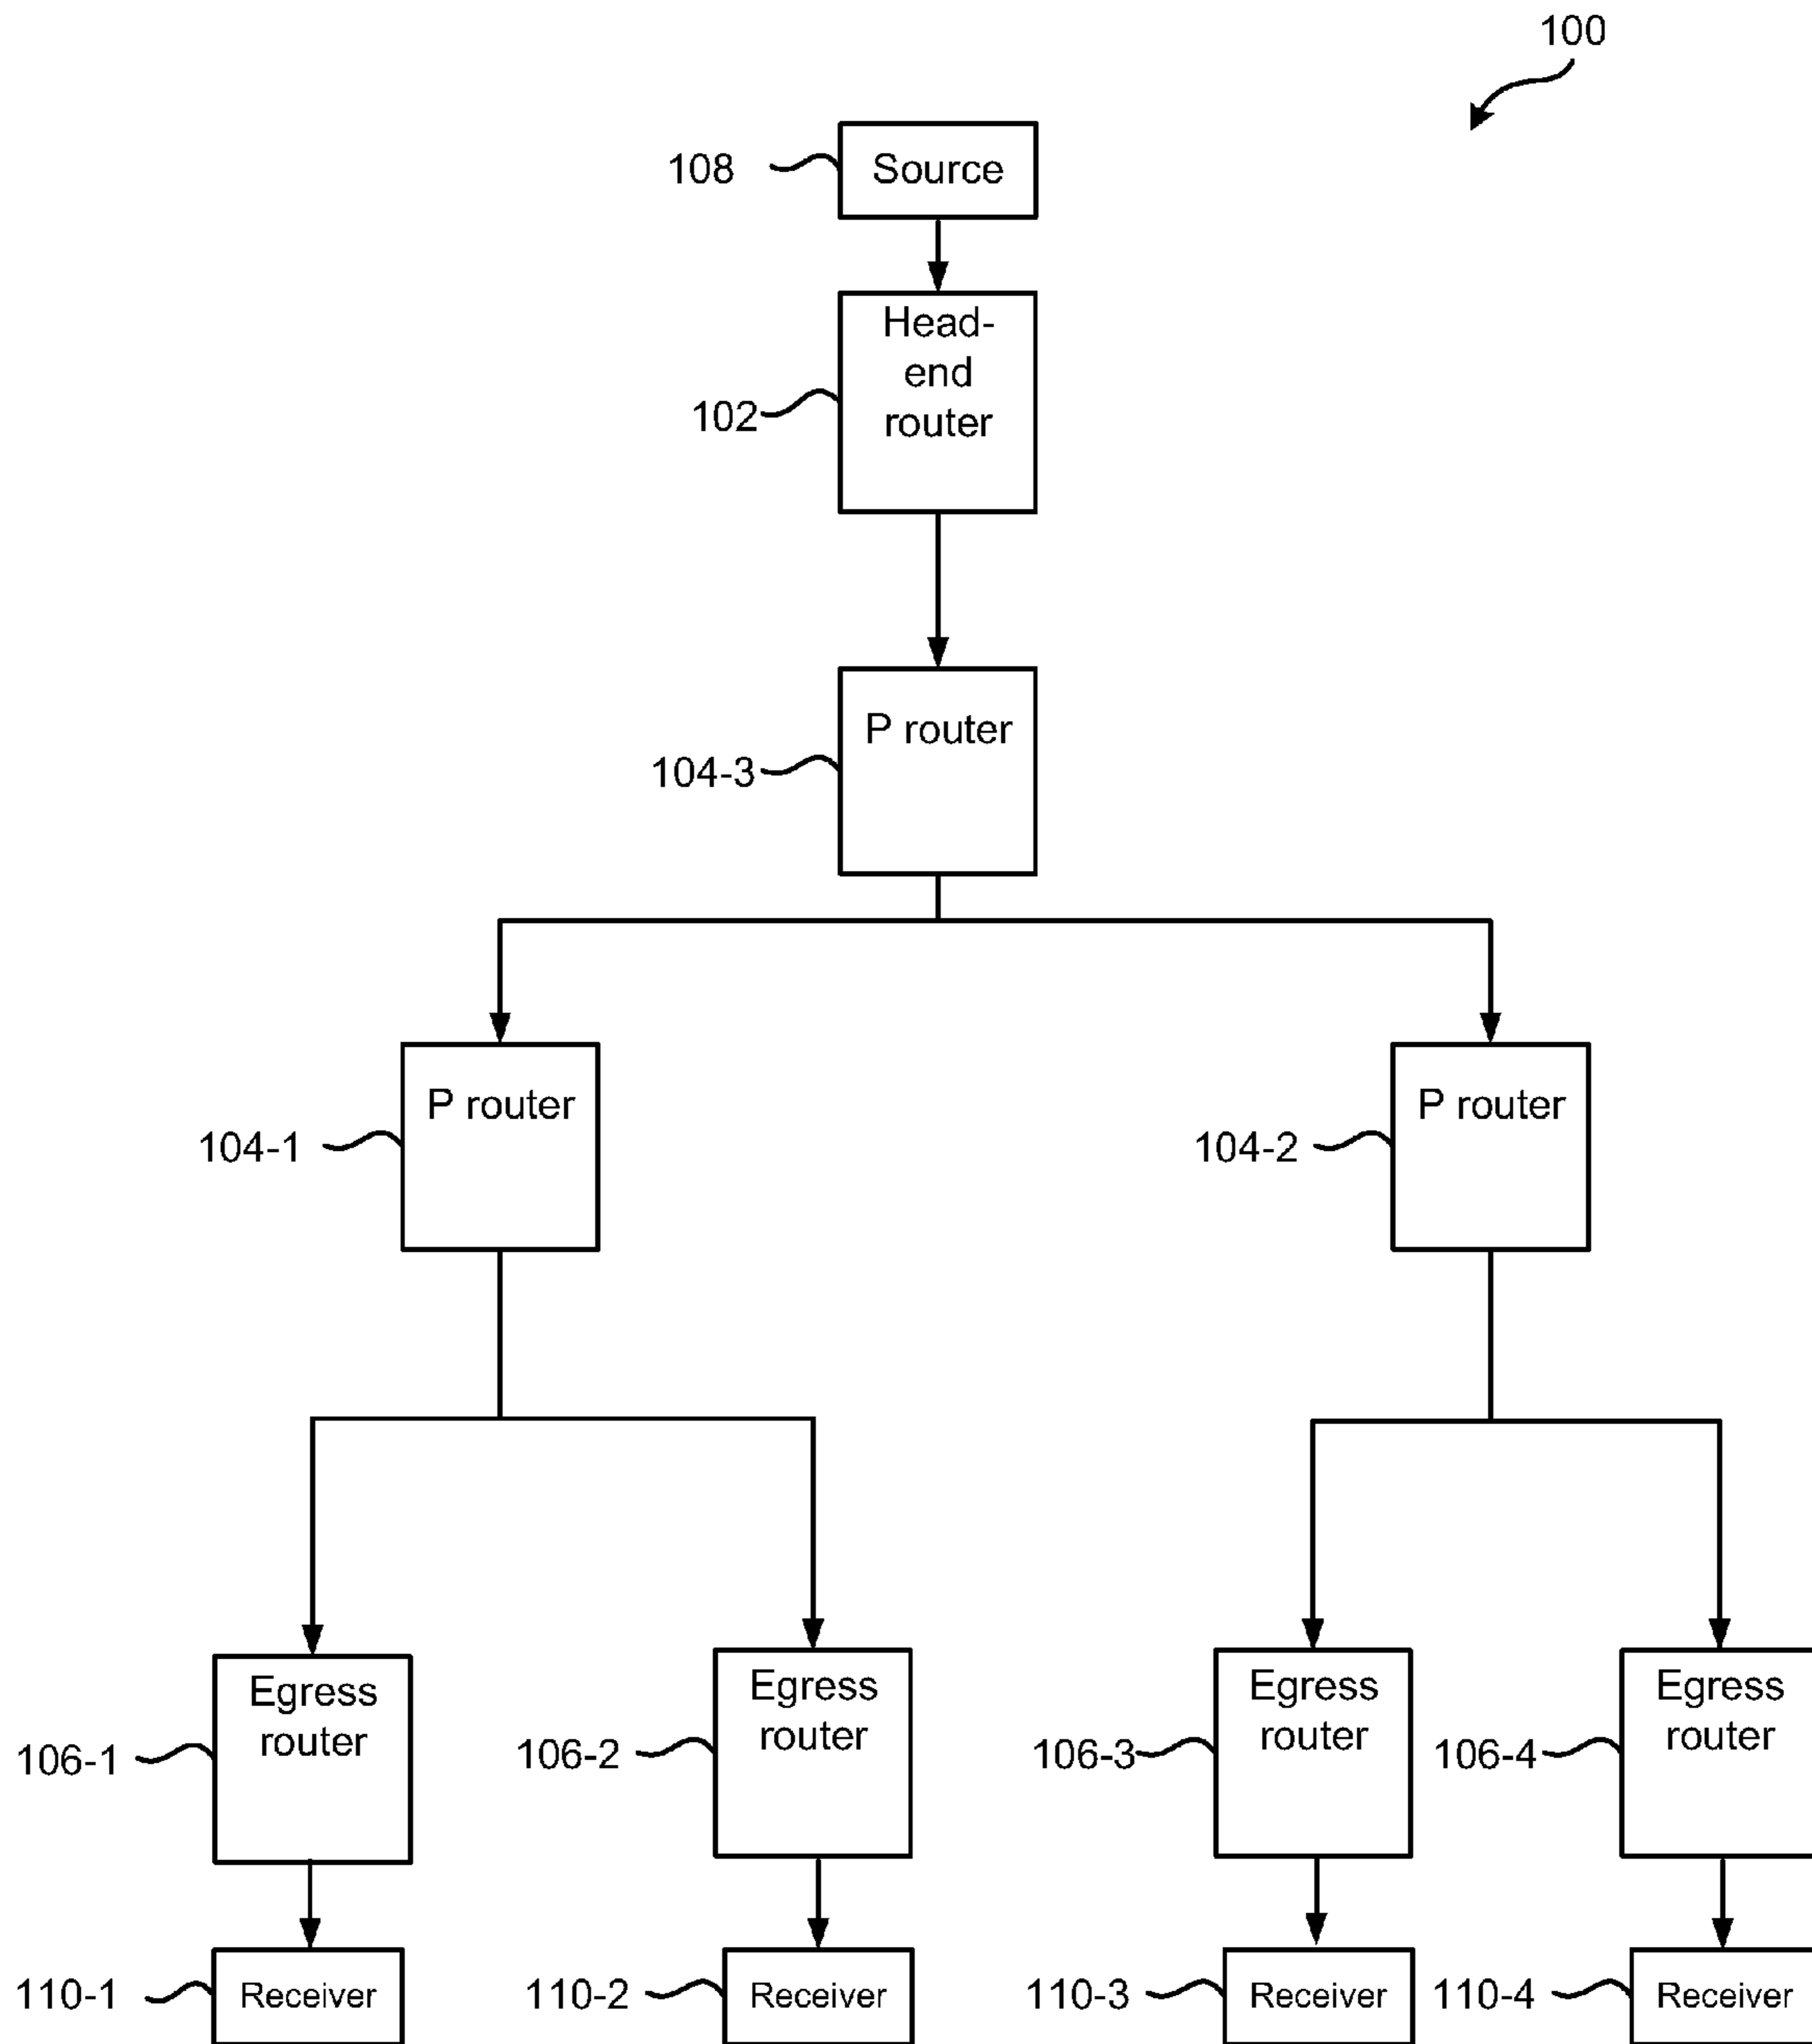 100
108
Source
Head-
end
router
102
P router
104-3
P router
104-1
P router
104-2
Egress
router
106-1
Egress
router
106-2
Egress
router
106-3
Egress
router
106-4
110-1
Receiver
110-2
Receiver
110-3
Receiver
110-4
Receiver